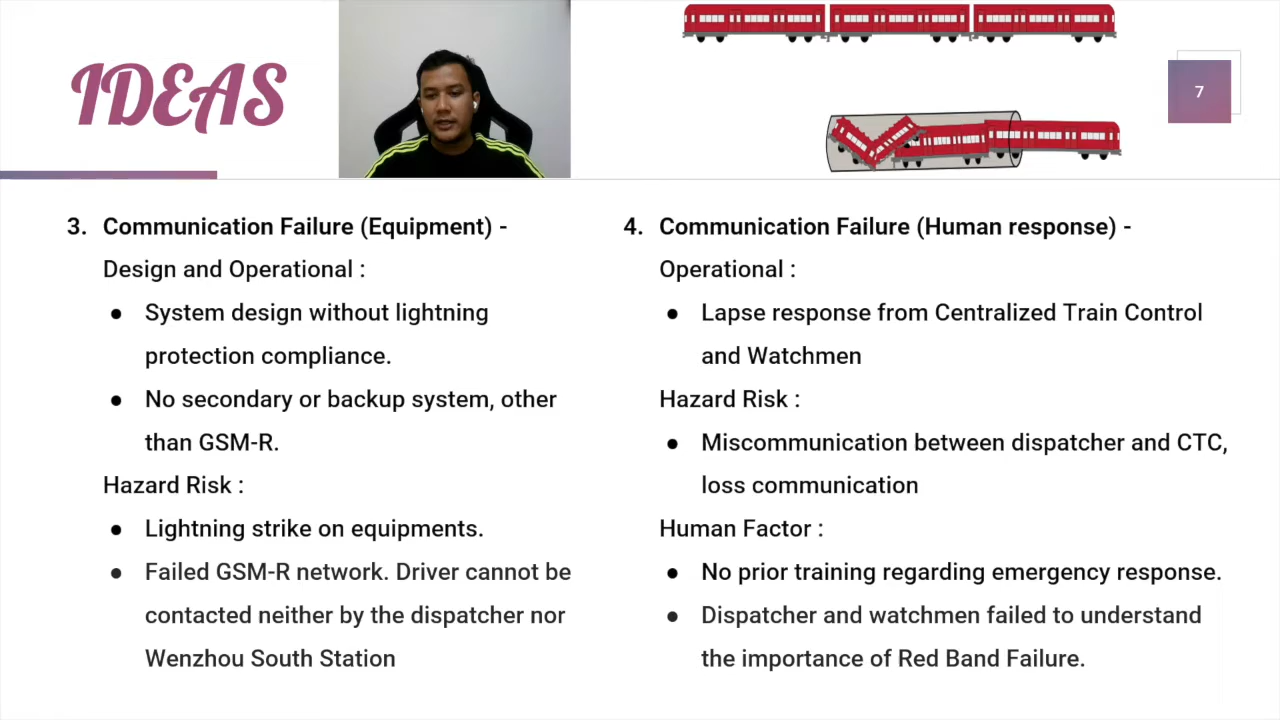 IDEAS
7
3. Communication Failure (Equipment) -
Design and Operational :
● System design without lightning
protection compliance.
● No secondary or backup system, other
than GSM-R.
Hazard Risk :
● Lightning strike on equipments.
● Failed GSM-R network. Driver cannot be
contacted neither by the dispatcher nor
Wenzhou South Station
4. Communication Failure (Human response) -
Operational :
● Lapse response from Centralized Train Control
and Watchmen
Hazard Risk :
● Miscommunication between dispatcher and CTC,
loss communication
Human Factor :
● No prior training regarding emergency response.
● Dispatcher and watchmen failed to understand
the importance of Red Band Failure.